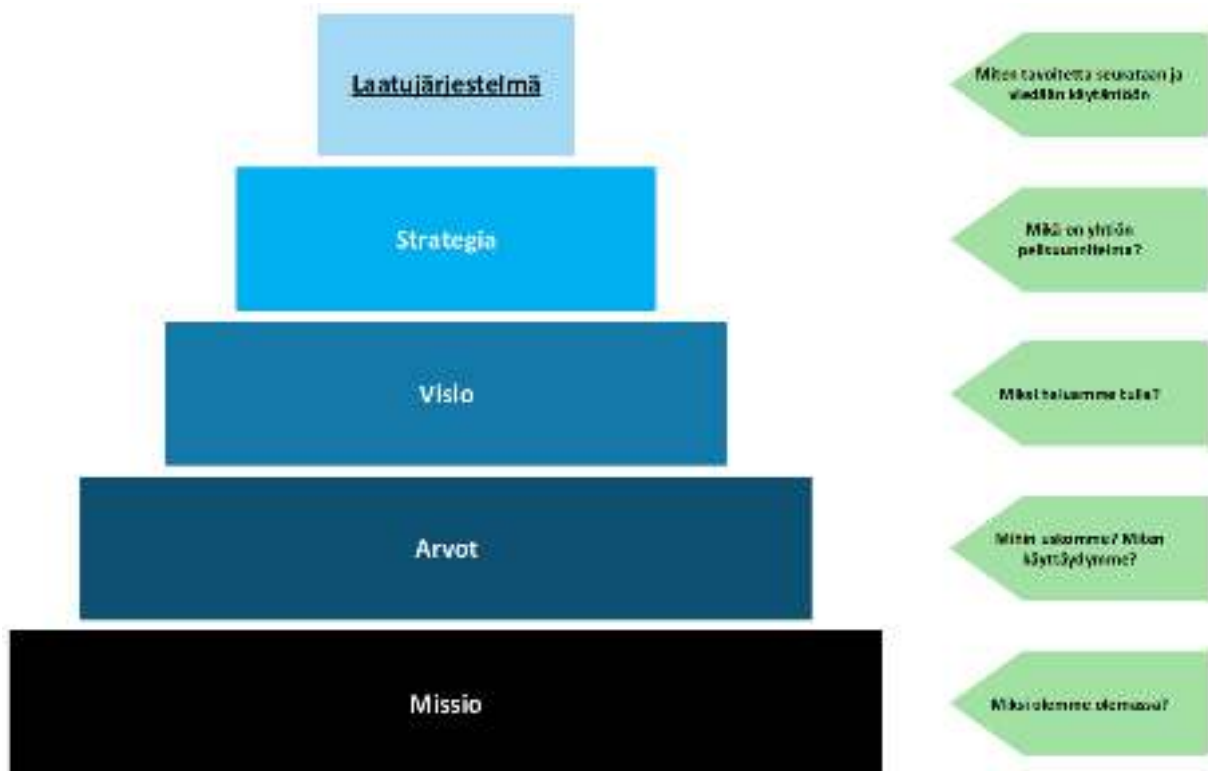 Laatujärjestelmä
Miten tavoitetta seurataan ja
viedään käytäntöön
Strategia
Mikä on yhtiön
pelisuunnitelma?
Visio
Miksi haluamme tulla?
Arvot
Mihin uskomme? Miten
käyttäydymme?
Missio
Miksi olemme olemassa?